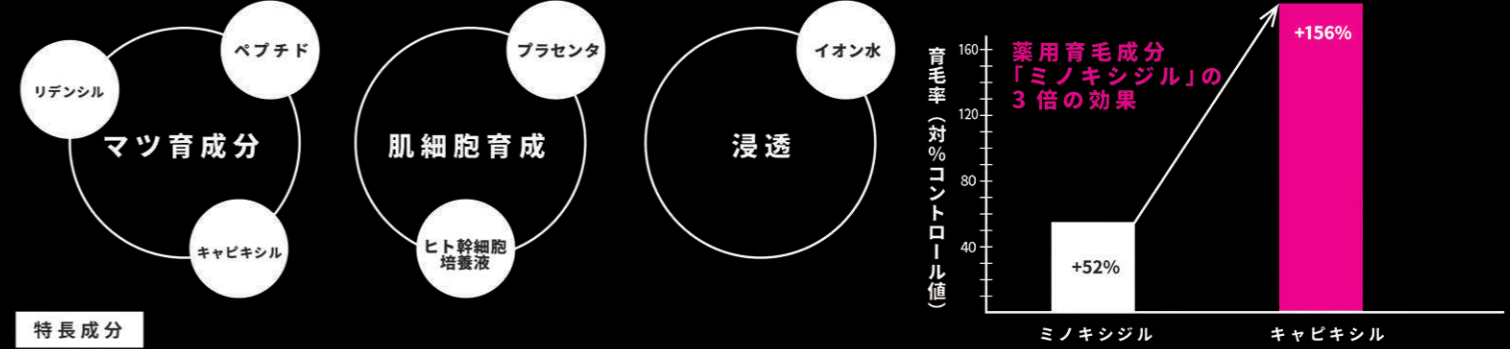 リデンシル
ペプチド
マツ育成分
キャピキシル
プラセンタ
肌細胞育成
ヒト幹細胞
培養液
イオン水
浸透
特長成分
育毛率（対%コントロール値）
160
120
80
40
薬用育毛成分
「ミノキシジル」の
3倍の効果
+52%
+156%
ミノキシジル
キャピキシル